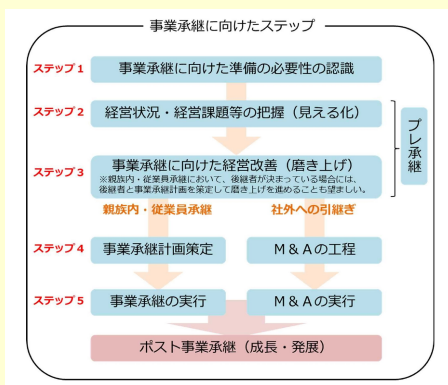 事業承継に向けたステップ
ステップ1
事業承継に向けた準備の必要性の認識
ステップ2
経営状況・経営課題等の把握（見える化）
プレ承継
ステップ3
事業承継に向けた経営改善（磨き上げ）
※親族内・従業員承継において、後継者が決まっている場合には、
後継者と事業承継計画を策定して磨き上げを進めることも望ましい。
親族内・従業員承継
社外への引継ぎ
ステップ4
事業承継計画策定
M&Aの工程
ステップ5
事業承継の実行
M&Aの実行
ポスト事業承継（成長・発展）